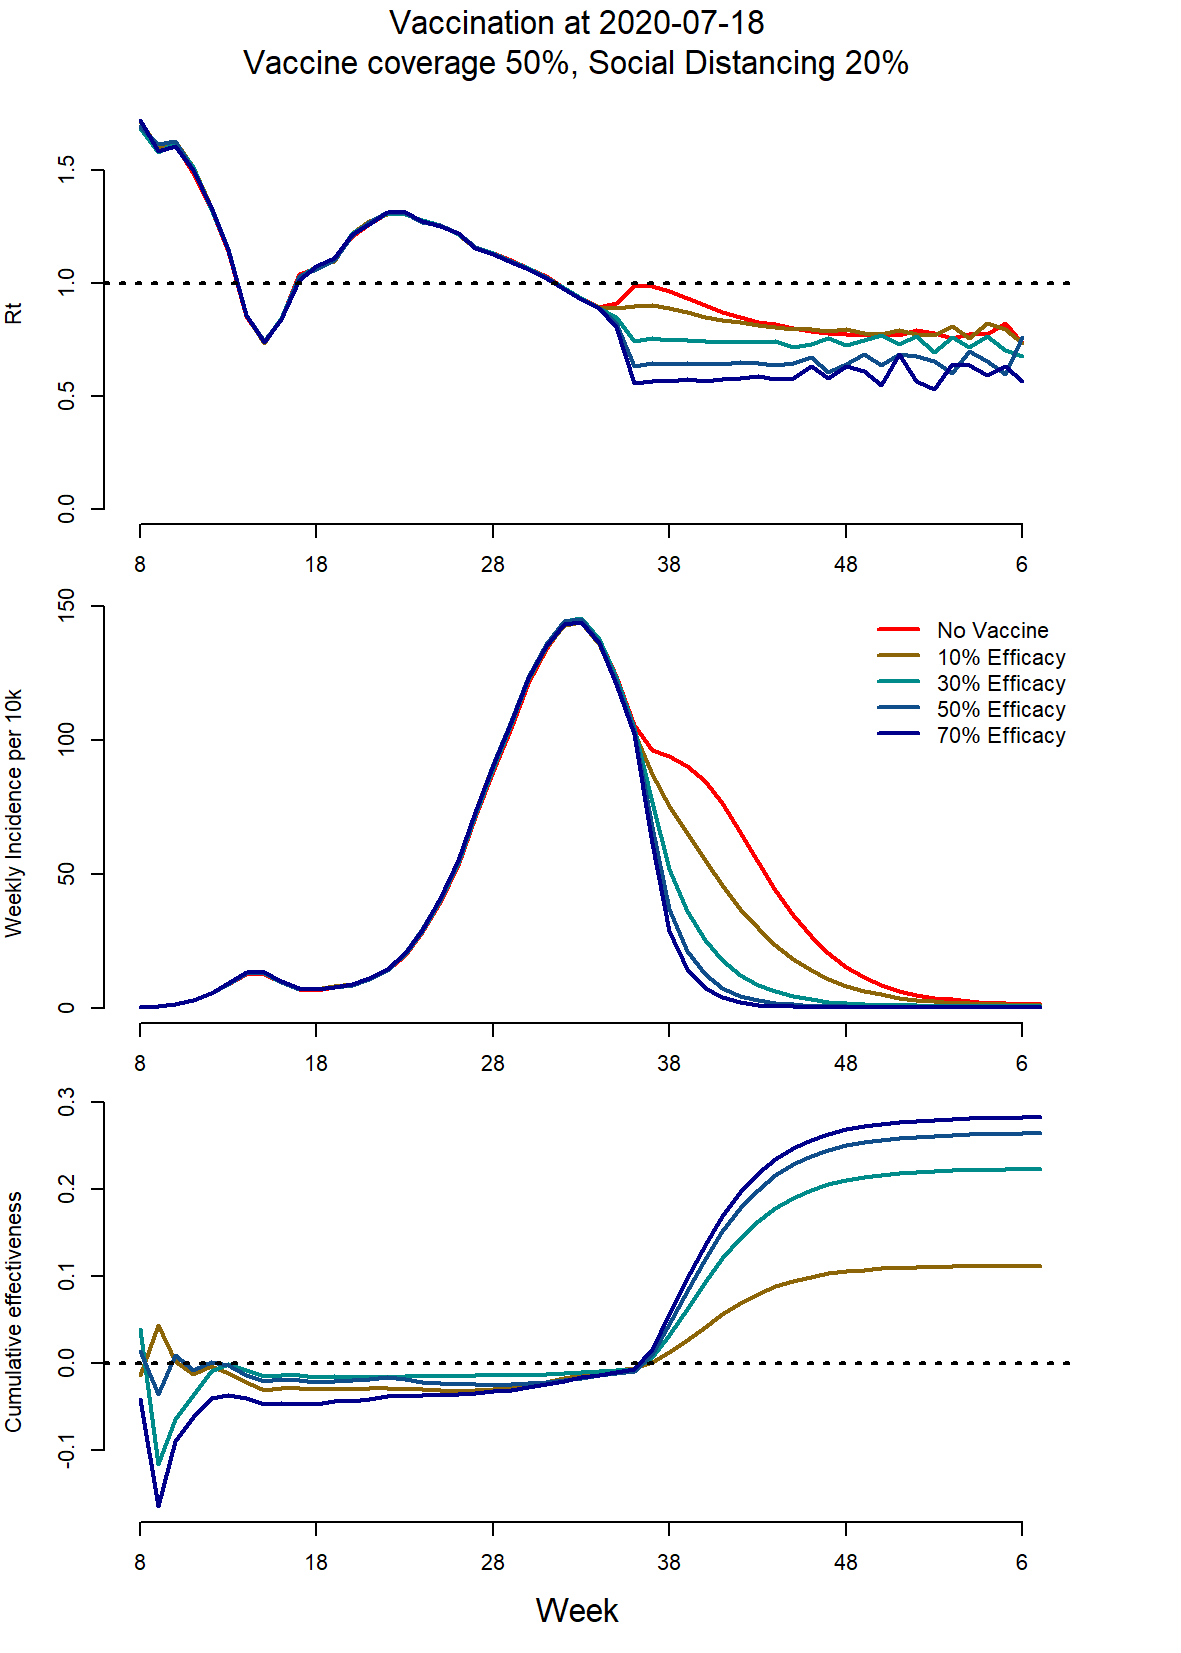 Vaccination at 2020-07-18
Vaccine coverage 50%, Social Distancing 20%
Rt
1.5
1.0
0.5
0.0
8 18 28 38 48 6
Weekly Incidence per 10k
150
100
50
0
No Vaccine
10% Efficacy
30% Efficacy
50% Efficacy
70% Efficacy
8 18 28 38 48 6
Cumulative effectiveness
0.3
0.2
0.1
0.0
-0.1
8 18 28 38 48 6
Week